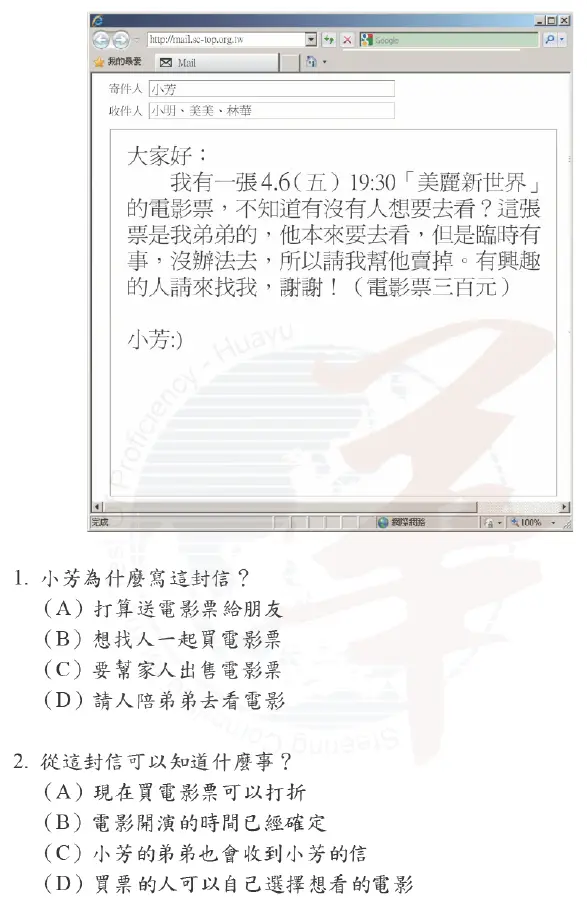 http://mail.sc-top.org.tw
Google
我的最愛
Mail
寄件人 小芳
收件人 小明、美美、林華
大家好：
我有一張4.6(五)19:30「美麗新世界」
的電影票，不知道有沒有人想要去看？這張
票是我弟弟的，他本來要去看，但是臨時有
事，沒辦法去，所以請我幫他賣掉。有興趣
的人請來找我，謝謝！（電影票三百元）
小芳:)
Proficiency - Huayu
完成
網際網路
100%
1. 小芳為什麼寫這封信？
（A）打算送電影票給朋友
（B）想找人一起買電影票
（C）要幫家人出售電影票
（D）請人陪弟弟去看電影
Steering Com
2. 從這封信可以知道什麼事？
（A）現在買電影票可以打折
（B）電影開演的時間已經確定
（C）小芳的弟弟也會收到小芳的信
（D）買票的人可以自己選擇想看的電影